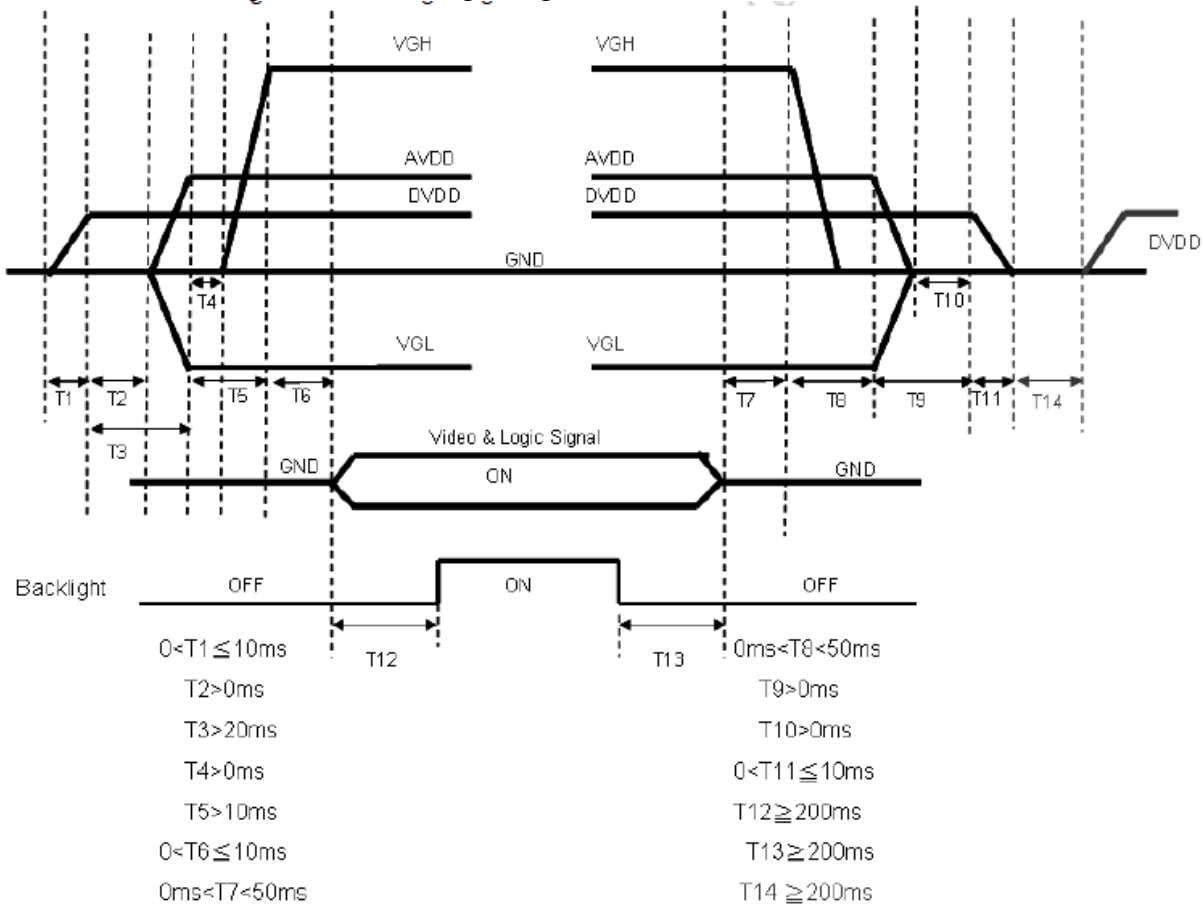 VGH VGH
AVDD AVDD
DVDD DVDD
DVDD
GND
T4 T10
VGL VGL
T1 T2 T5 T6 T7 T8 T9 T11 T14
T3
Video & Logic Signal
GND ON GND
Backlight OFF ON OFF
T12 T13
0<T1≦10ms
T2>0ms
T3>20ms
T4>0ms
T5>10ms
0<T6≦10ms
0ms<T7<50ms
0ms<T8<50ms
T9>0ms
T10>0ms
0<T11≦10ms
T12≧200ms
T13≥200ms
T14 ≧200ms